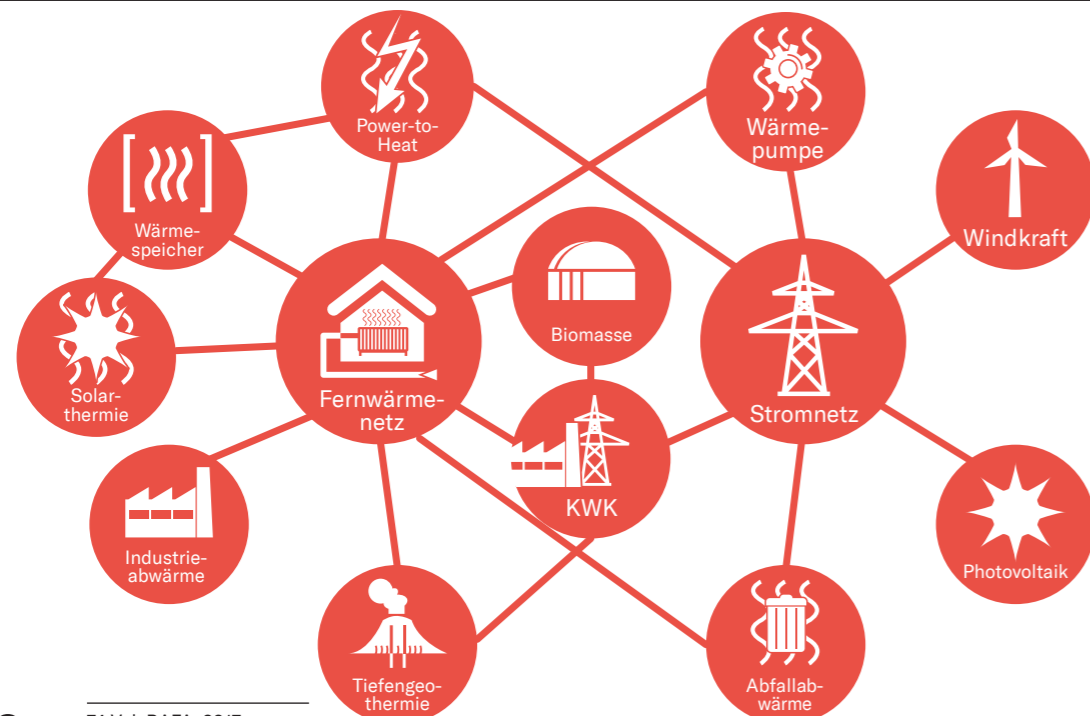 Power-to-
Heat
Wärme-
pumpe
Wärme-
speicher
Windkraft
Biomasse
Solar-
thermie
Fernwärme-
netz
Stromnetz
KWK
Industrie-
abwärme
Photovoltaik
Tiefengeo-
thermie
Abfallab-
wärme